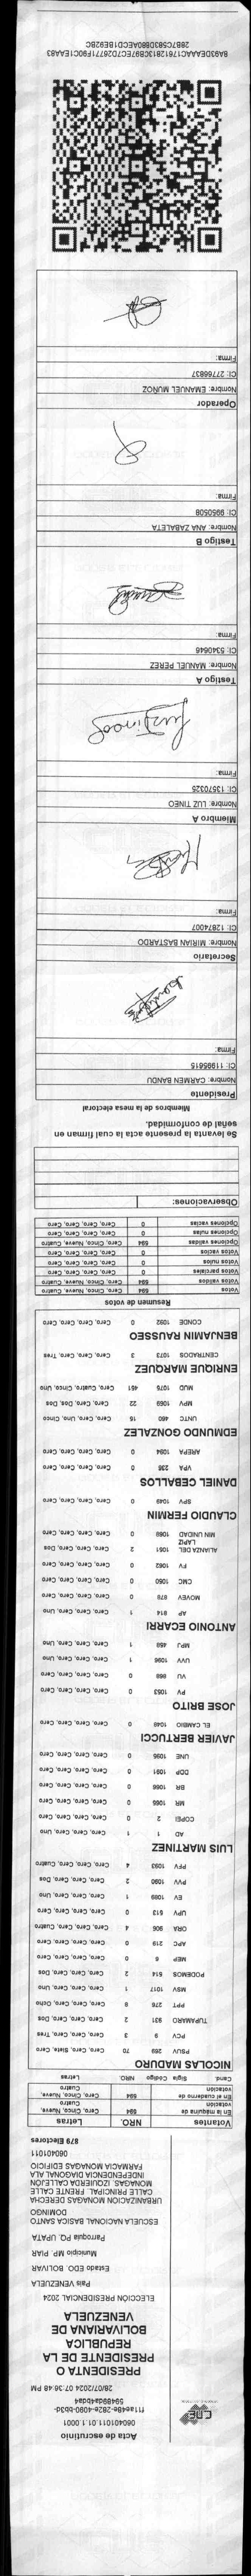 Acta de escrutinio
CNE
060401011.01.1.0001
f11ae48e-282e-4090-bb3d-
59489da4bda4
28/07/2024 07:36:48 PM
PRESIDENTA O
PRESIDENTE DE LA
REPUBLICA
BOLIVARIANA DE
VENEZUELA
ELECCIÓN PRESIDENCIAL 2024
País VENEZUELA
Estado EDO. BOLIVAR
Municipio MP. PIAR
Parroquia PQ. UPATA
ESCUELA NACIONAL BASICA SANTO
DOMINGO
URBANIZACIÓN MONAGAS DERECHA
CALLE PRINCIPAL. FRENTE CALLE
MONAGAS. IZQUIERDA CALLEJÓN
INDEPENDENCIA DIAGONAL ALA
FARMACIA MONAGAS EDIFICIO
060401011
879 Electores
Votantes NRO. Letras
En la máquina de votación 594 Cero, Cinco, Nueve, Cuatro
En el cuaderno de votación 594 Cero, Cinco, Nueve, Cuatro
Cand. Sigla Código NRO. Letras
NICOLAS MADURO
PSUV 269 70 Cero, Cero, Siete, Cero
PCV 9 3 Cero, Cero, Cero, Tres
TUPAMARO 931 2 Cero, Cero, Cero, Dos
PPT 276 8 Cero, Cero, Cero, Ocho
MSV 1017 1 Cero, Cero, Cero, Uno
PODEMOS 514 2 Cero, Cero, Cero, Dos
MEP 6 0 Cero, Cero, Cero, Cero
APC 219 0 Cero, Cero, Cero, Cero
ORA 906 4 Cero, Cero, Cero, Cuatro
UPV 513 0 Cero, Cero, Cero, Cero
EV 1089 1 Cero, Cero, Cero, Uno
PVV 1090 2 Cero, Cero, Cero, Dos
PFV 1093 4 Cero, Cero, Cero, Cuatro
LUIS MARTINEZ
AD 1 1 Cero, Cero, Cero, Uno
COPEI 2 0 Cero, Cero, Cero, Cero
MR 1065 0 Cero, Cero, Cero, Cero
BR 1066 0 Cero, Cero, Cero, Cero
DDP 1091 0 Cero, Cero, Cero, Cero
UNE 1095 0 Cero, Cero, Cero, Cero
JAVIER BERTUCCI
EL CAMBIO 1048 0 Cero, Cero, Cero, Cero
JOSE BRITO
PV 1053 0 Cero, Cero, Cero, Cero
VU 868 0 Cero, Cero, Cero, Cero
UVV 1096 1 Cero, Cero, Cero, Uno
MPJ 458 1 Cero, Cero, Cero, Uno
ANTONIO ECARRI
AP 814 1 Cero, Cero, Cero, Uno
MOVEV 878 0 Cero, Cero, Cero, Cero
CMC 1050 0 Cero, Cero, Cero, Cero
FV 1062 0 Cero, Cero, Cero, Cero
ALIANZA DEL LAPIZ 1051 2 Cero, Cero, Cero, Dos
MIN UNIDAD 1069 0 Cero, Cero, Cero, Cero
CLAUDIO FERMIN
SPV 1049 0 Cero, Cero, Cero, Cero
DANIEL CEBALLOS
VPA 236 0 Cero, Cero, Cero, Cero
AREPA 1094 0 Cero, Cero, Cero, Cero
EDMUNDO GONZALEZ
UNTC 460 15 Cero, Cero, Uno, Cinco
MPV 1059 22 Cero, Cero, Dos, Dos
MUD 1075 451 Cero, Cuatro, Cinco, Uno
ENRIQUE MARQUEZ
CENTRADOS 1073 3 Cero, Cero, Cero, Tres
BENJAMIN RAUSSEO
CONDE 1092 0 Cero, Cero, Cero, Cero
Resumen de votos
Votos 594 Cero, Cinco, Nueve, Cuatro
Votos validos 594 Cero, Cinco, Nueve, Cuatro
Votos parciales 0 Cero, Cero, Cero, Cero
Votos nulos 0 Cero, Cero, Cero, Cero
Votos vacios 0 Cero, Cero, Cero, Cero
Opciones validas 594 Cero, Cinco, Nueve, Cuatro
Opciones nulas 0 Cero, Cero, Cero, Cero
Opciones vacias 0 Cero, Cero, Cero, Cero
Observaciones:
Se levanta la presente acta la cual firman en
señal de conformidad.
Miembros de la mesa electoral
Presidente
Nombre: CARMEN BANDU
CI: 11995615
Firma:
Secretario
Nombre: MIRIAN BASTARDO
CI: 12874007
Firma:
Miembro A
Nombre: LUZ TINEO
CI: 13570325
Firma:
Luz Tineo
Testigo A
Nombre: MANUEL PEREZ
CI: 5340646
Firma:
Testigo B
Nombre: ANA ZABALETA
CI: 9950508
Firma:
Operador
Nombre: EMANUEL MUÑOZ
CI: 27766837
Firma:
8A93DEAAAC17612813CB97EC7D26771F90C1EAA83
28B7C583D880AECD1BE92BC